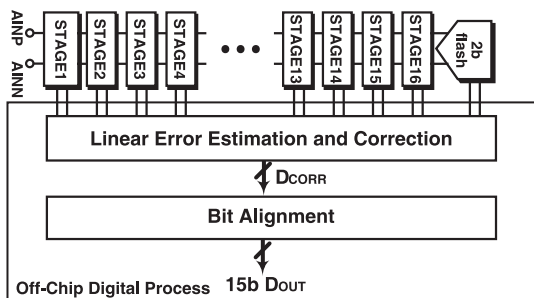 AINP
AINN
STAGE1
STAGE2
STAGE3
STAGE4
STAGE13
STAGE14
STAGE15
STAGE16
2b
flash
Linear Error Estimation and Correction
DCORR
Bit Alignment
Off-Chip Digital Process
15b DOUT